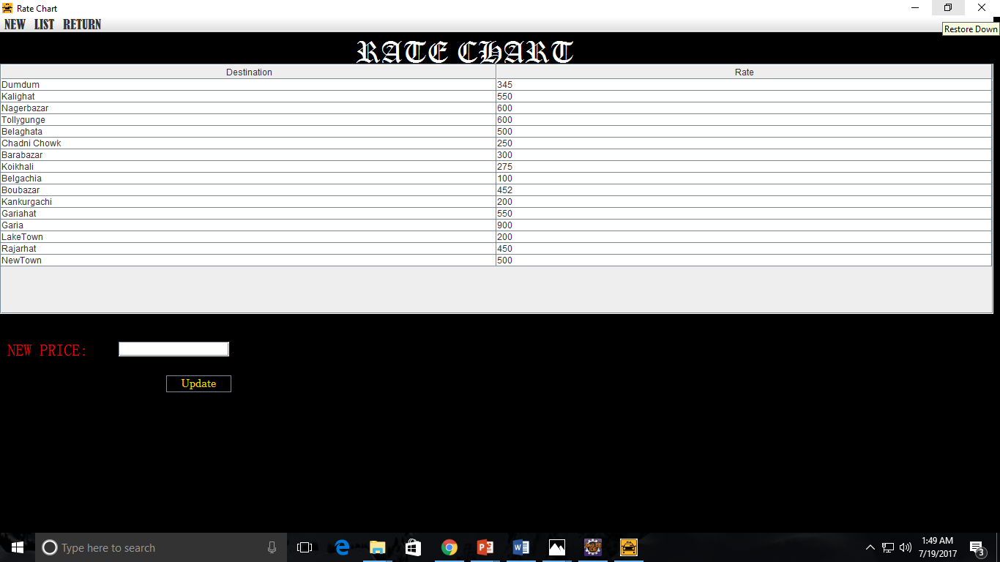 Rate Chart
NEW LIST RETURN
Restore Down
RATE CHART
Destination Rate
Dumdum 345
Kalighat 550
Nagerbazar 600
Tollygunge 600
Belaghata 500
Chadni Chowk 250
Barabazar 300
Koikhali 275
Belgachia 100
Boubazar 452
Kankurgachi 200
Gariahat 550
Garia 900
LakeTown 200
Rajarhat 450
NewTown 500
NEW PRICE:
Update
Type here to search
1:49 AM
7/19/2017
3